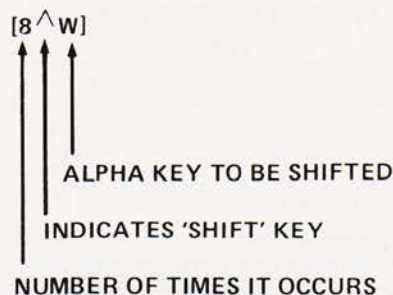 [8^W]
ALPHA KEY TO BE SHIFTED
INDICATES 'SHIFT' KEY
NUMBER OF TIMES IT OCCURS